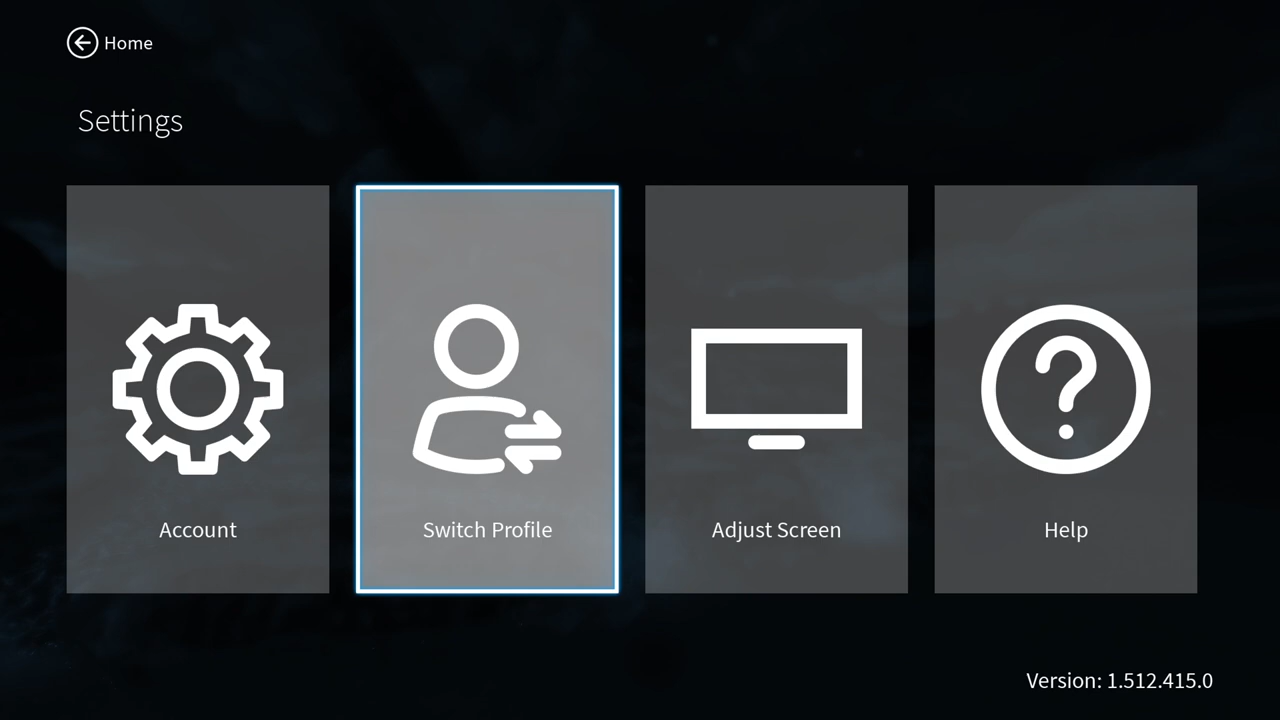 Home
Settings
Account
Switch Profile
Adjust Screen
Help
Version: 1.512.415.0